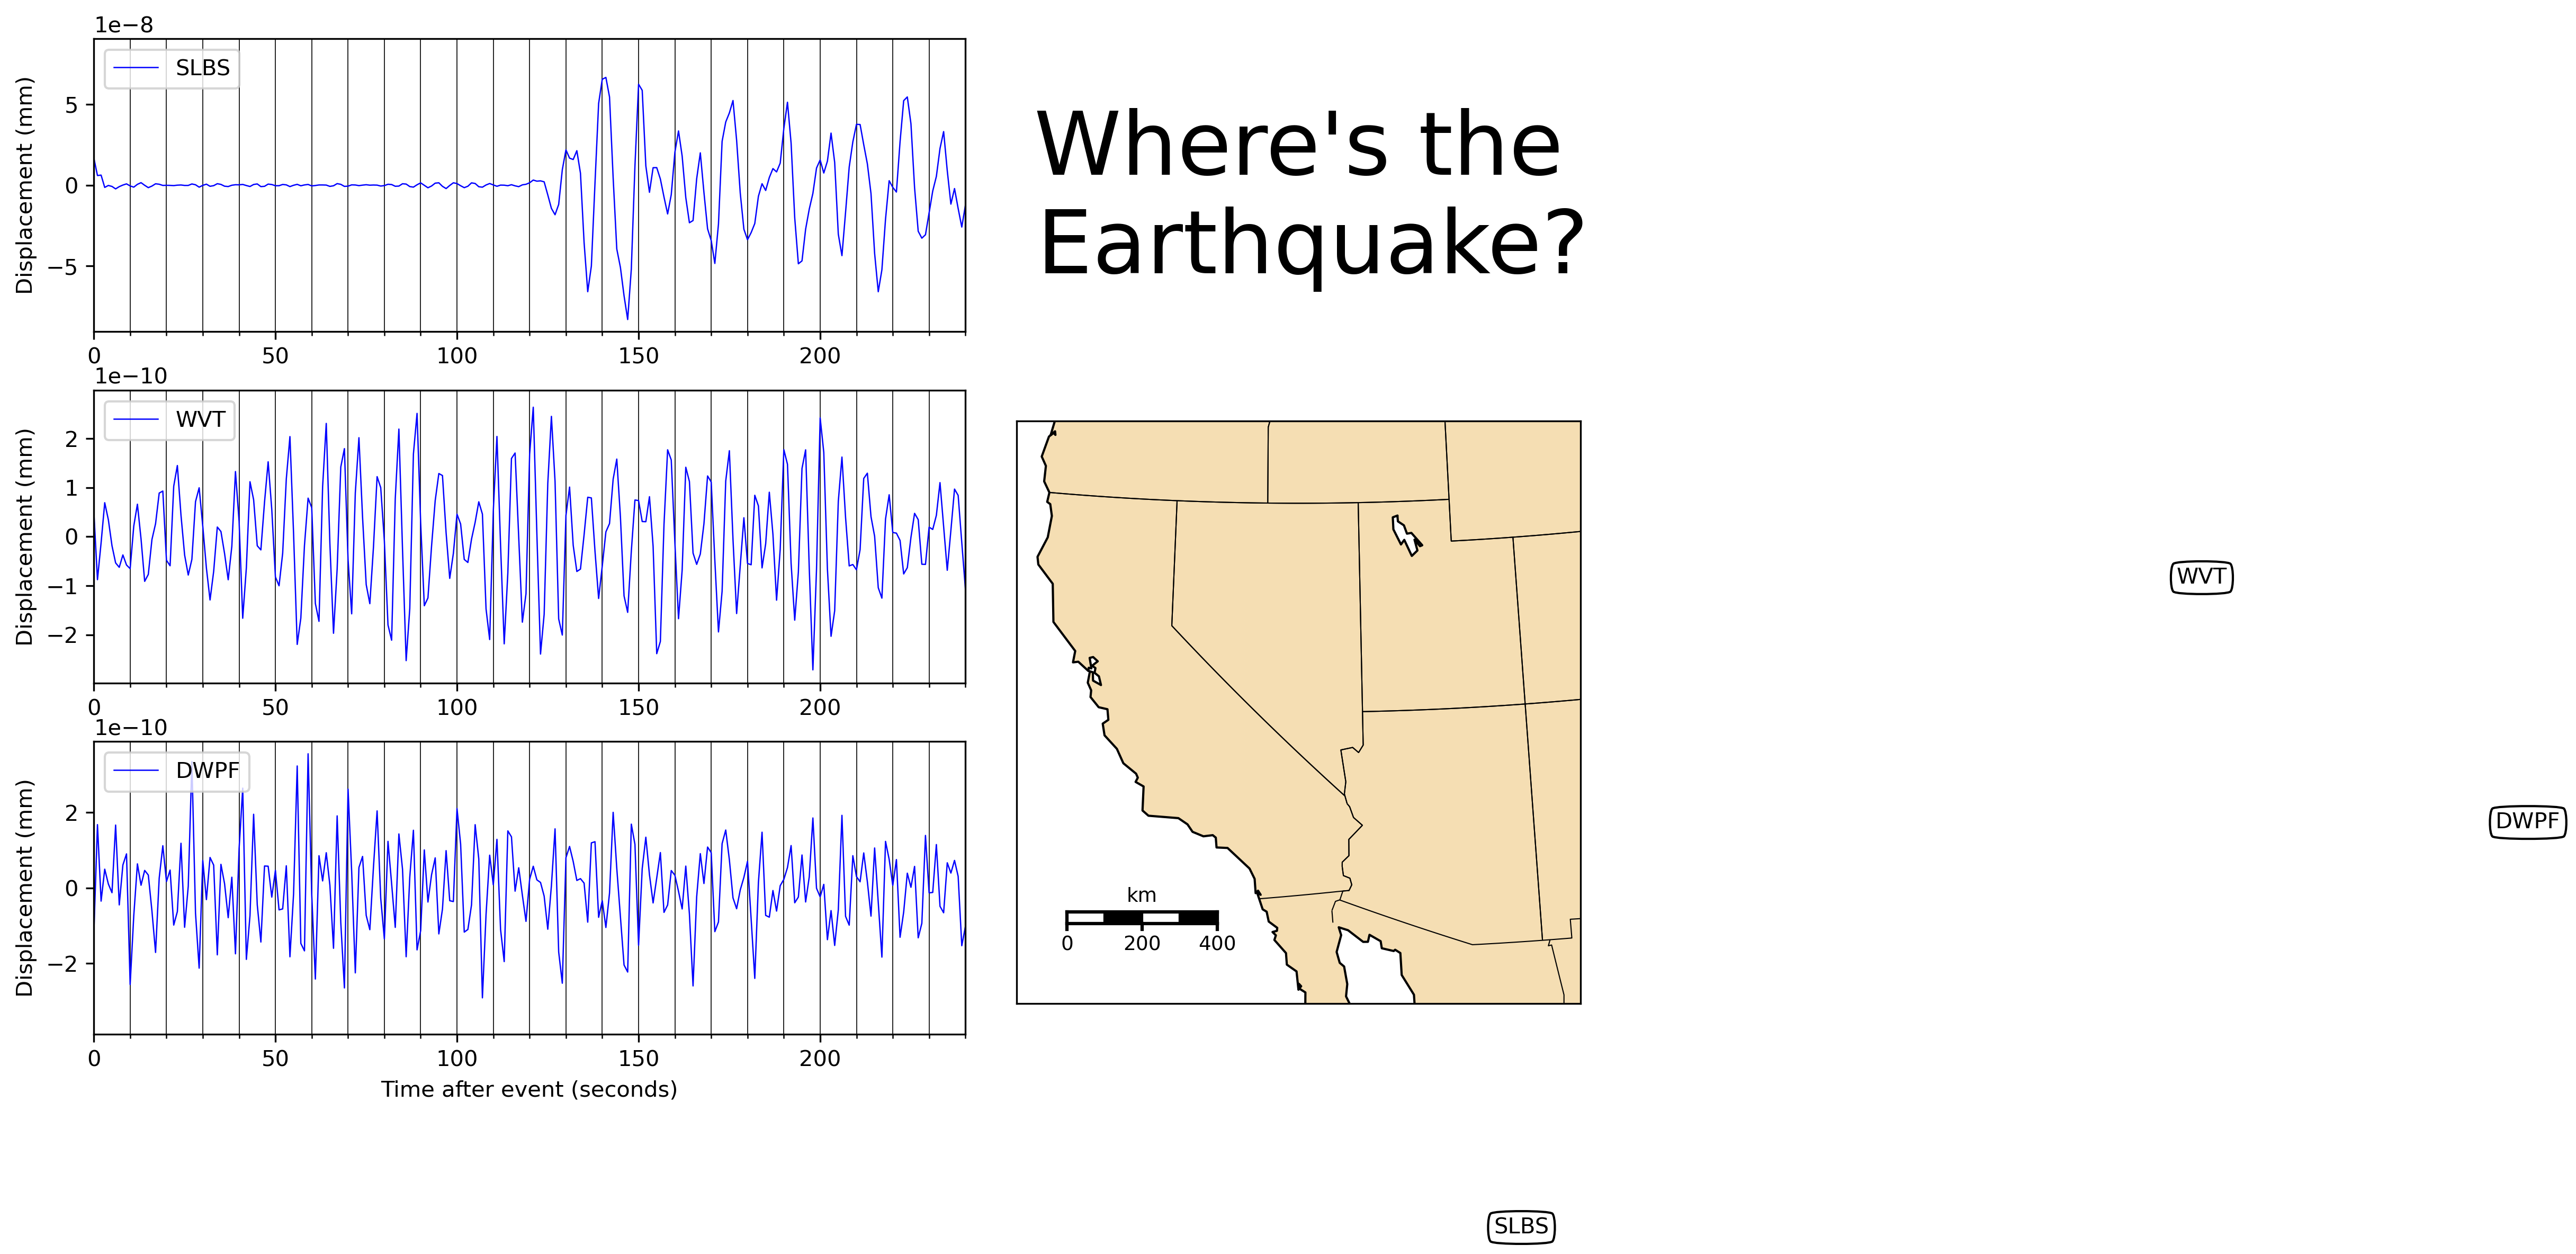 1e−8
Displacement (mm)
5
0
−5
SLBS
0 50 100 150 200
1e−10
Displacement (mm)
2
1
0
−1
−2
WVT
0 50 100 150 200
1e−10
Displacement (mm)
2
0
−2
DWPF
0 50 100 150 200
Time after event (seconds)
Where's the
Earthquake?
km
0 200 400
WVT
DWPF
SLBS